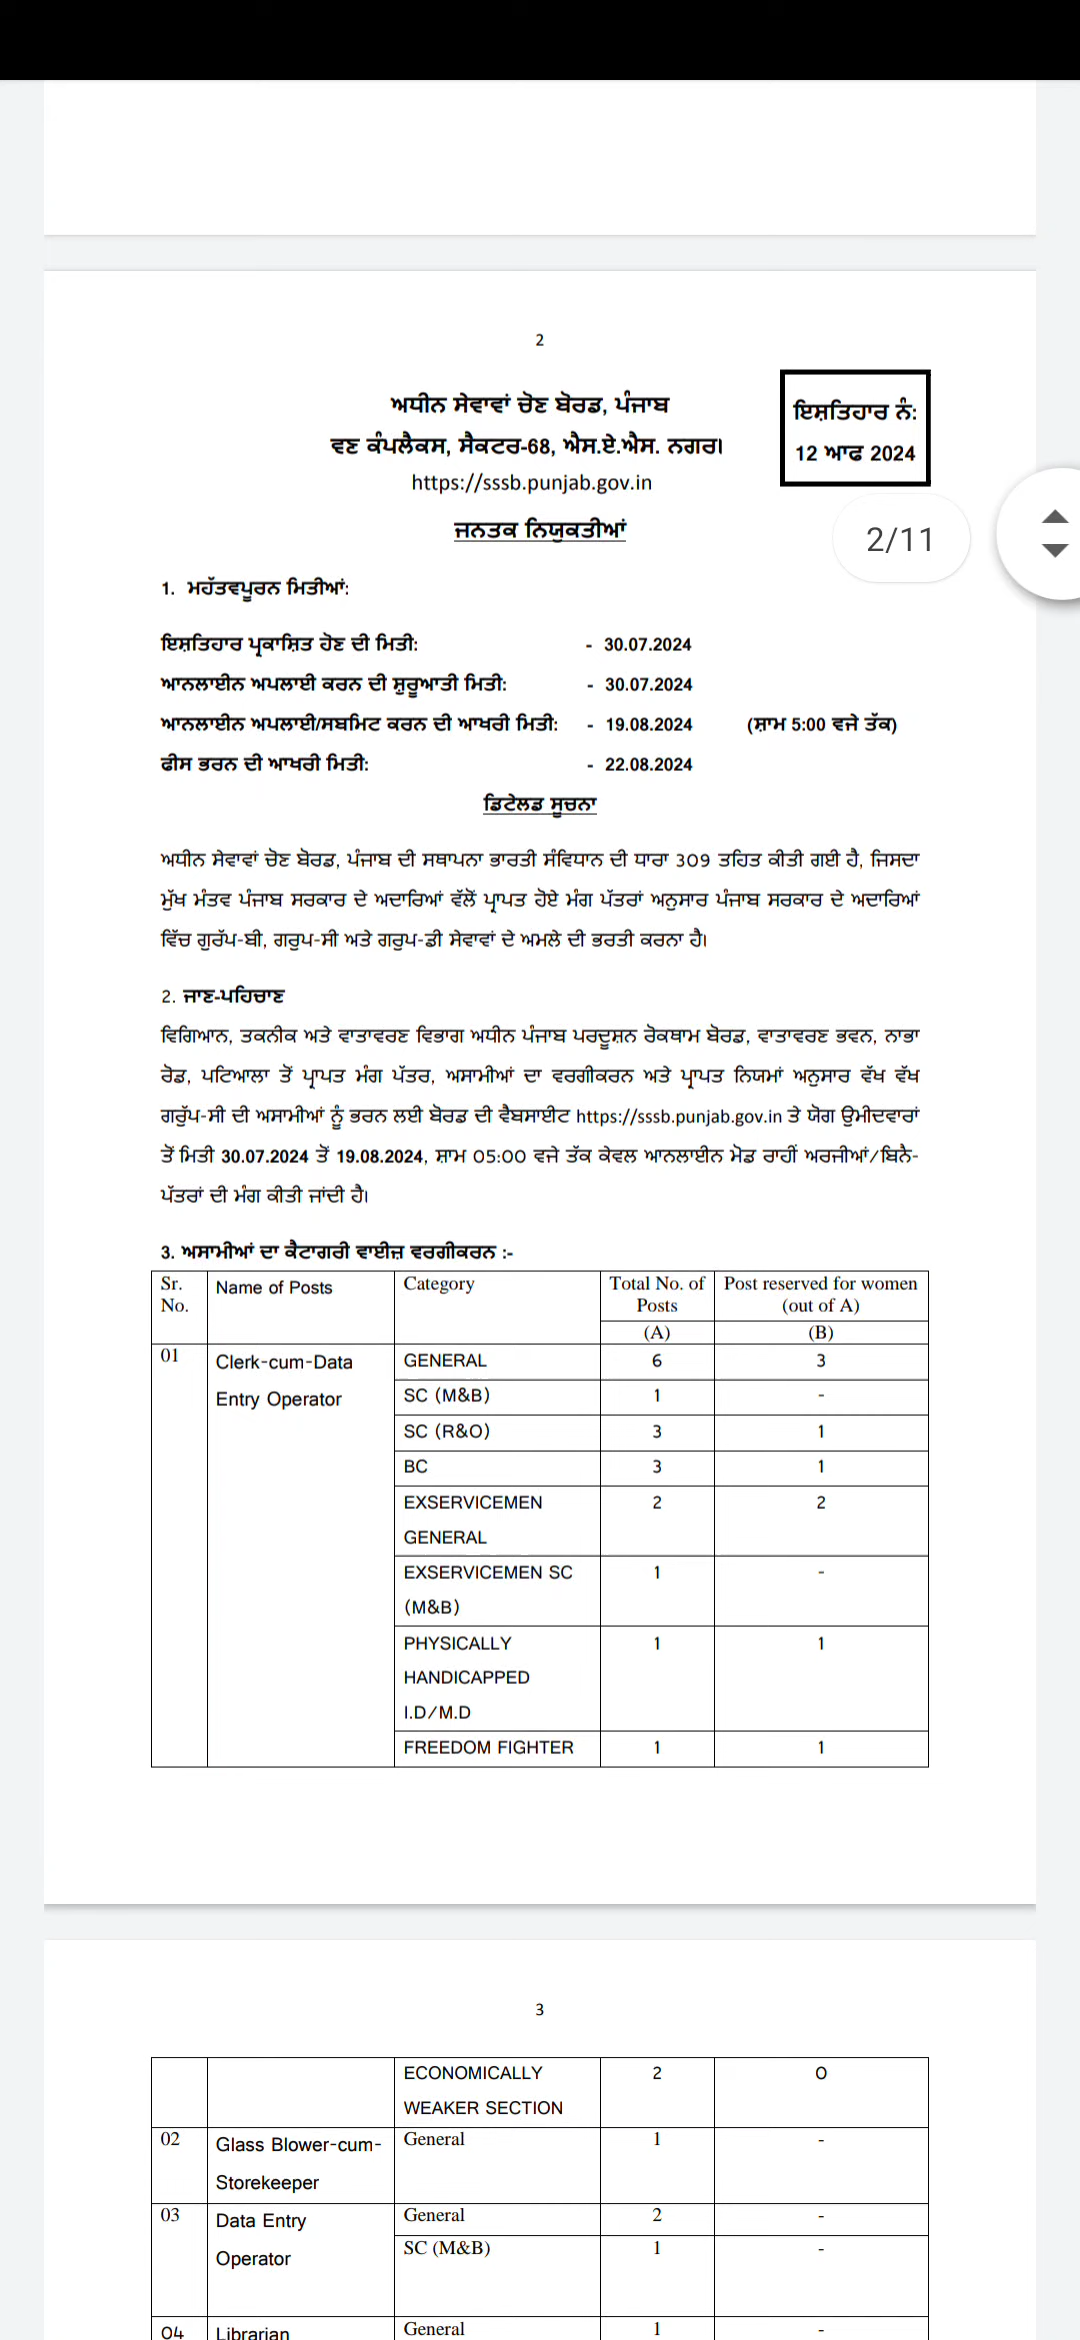 2
ਅਧੀਨ ਸੇਵਾਵਾਂ ਚੋਣ ਬੋਰਡ, ਪੰਜਾਬ
ਵਣ ਕੰਪਲੈਕਸ, ਸੈਕਟਰ-68, ਐਸ.ਏ.ਐਸ. ਨਗਰ।
https://sssb.punjab.gov.in
ਇਸ਼ਤਿਹਾਰ ਨੰ:
12 ਆਫ 2024
ਜਨਤਕ ਨਿਯੁਕਤੀਆਂ
2/11
1. ਮਹੱਤਵਪੂਰਨ ਮਿਤੀਆਂ:
ਇਸ਼ਤਿਹਾਰ ਪ੍ਰਕਾਸ਼ਿਤ ਹੋਣ ਦੀ ਮਿਤੀ: - 30.07.2024
ਆਨਲਾਈਨ ਅਪਲਾਈ ਕਰਨ ਦੀ ਸ਼ੁਰੂਆਤੀ ਮਿਤੀ: - 30.07.2024
ਆਨਲਾਈਨ ਅਪਲਾਈ/ਸਬਮਿਟ ਕਰਨ ਦੀ ਆਖਰੀ ਮਿਤੀ: - 19.08.2024 (ਸ਼ਾਮ 5:00 ਵਜੇ ਤੱਕ)
ਫੀਸ ਭਰਨ ਦੀ ਆਖਰੀ ਮਿਤੀ: - 22.08.2024
ਡਿਟੇਲਡ ਸੂਚਨਾ
ਅਧੀਨ ਸੇਵਾਵਾਂ ਚੋਣ ਬੋਰਡ, ਪੰਜਾਬ ਦੀ ਸਥਾਪਨਾ ਭਾਰਤੀ ਸੰਵਿਧਾਨ ਦੀ ਧਾਰਾ 309 ਤਹਿਤ ਕੀਤੀ ਗਈ ਹੈ, ਜਿਸਦਾ
ਮੁੱਖ ਮੰਤਵ ਪੰਜਾਬ ਸਰਕਾਰ ਦੇ ਅਦਾਰਿਆਂ ਵੱਲੋਂ ਪ੍ਰਾਪਤ ਹੋਏ ਮੰਗ ਪੱਤਰਾਂ ਅਨੁਸਾਰ ਪੰਜਾਬ ਸਰਕਾਰ ਦੇ ਅਦਾਰਿਆਂ
ਵਿੱਚ ਗੁਰੱਪ-ਬੀ, ਗਰੁਪ-ਸੀ ਅਤੇ ਗਰੁਪ-ਡੀ ਸੇਵਾਵਾਂ ਦੇ ਅਮਲੇ ਦੀ ਭਰਤੀ ਕਰਨਾ ਹੈ।
2. ਜਾਣ-ਪਹਿਚਾਣ
ਵਿਗਿਆਨ, ਤਕਨੀਕ ਅਤੇ ਵਾਤਾਵਰਣ ਵਿਭਾਗ ਅਧੀਨ ਪੰਜਾਬ ਪਰਦੂਸ਼ਨ ਰੋਕਥਾਮ ਬੋਰਡ, ਵਾਤਾਵਰਣ ਭਵਨ, ਨਾਭਾ
ਰੋਡ, ਪਟਿਆਲਾ ਤੋਂ ਪ੍ਰਾਪਤ ਮੰਗ ਪੱਤਰ, ਅਸਾਮੀਆਂ ਦਾ ਵਰਗੀਕਰਨ ਅਤੇ ਪ੍ਰਾਪਤ ਨਿਯਮਾਂ ਅਨੁਸਾਰ ਵੱਖ ਵੱਖ
ਗਰੁੱਪ-ਸੀ ਦੀ ਅਸਾਮੀਆਂ ਨੂੰ ਭਰਨ ਲਈ ਬੋਰਡ ਦੀ ਵੈਬਸਾਈਟ https://sssb.punjab.gov.in ਤੇ ਯੋਗ ਉਮੀਦਵਾਰਾਂ
ਤੋਂ ਮਿਤੀ 30.07.2024 ਤੋਂ 19.08.2024, ਸ਼ਾਮ 05:00 ਵਜੇ ਤੱਕ ਕੇਵਲ ਆਨਲਾਈਨ ਮੋਡ ਰਾਹੀਂ ਅਰਜੀਆਂ/ਬਿਨੈ-
ਪੱਤਰਾਂ ਦੀ ਮੰਗ ਕੀਤੀ ਜਾਂਦੀ ਹੈ।
3. ਅਸਾਮੀਆਂ ਦਾ ਕੈਟਾਗਰੀ ਵਾਈਜ਼ ਵਰਗੀਕਰਨ :-
Sr. No. Name of Posts Category Total No. of Posts Post reserved for women (out of A)
(A) (B)
01 Clerk-cum-Data Entry Operator GENERAL 6 3
SC (M&B) 1 -
SC (R&O) 3 1
BC 3 1
EXSERVICEMEN GENERAL 2 2
EXSERVICEMEN SC (M&B) 1 -
PHYSICALLY HANDICAPPED I.D/M.D 1 1
FREEDOM FIGHTER 1 1
3
ECONOMICALLY WEAKER SECTION 2 0
02 Glass Blower-cum-Storekeeper General 1 -
03 Data Entry Operator General 2 -
SC (M&B) 1 -
04 Librarian General 1 -